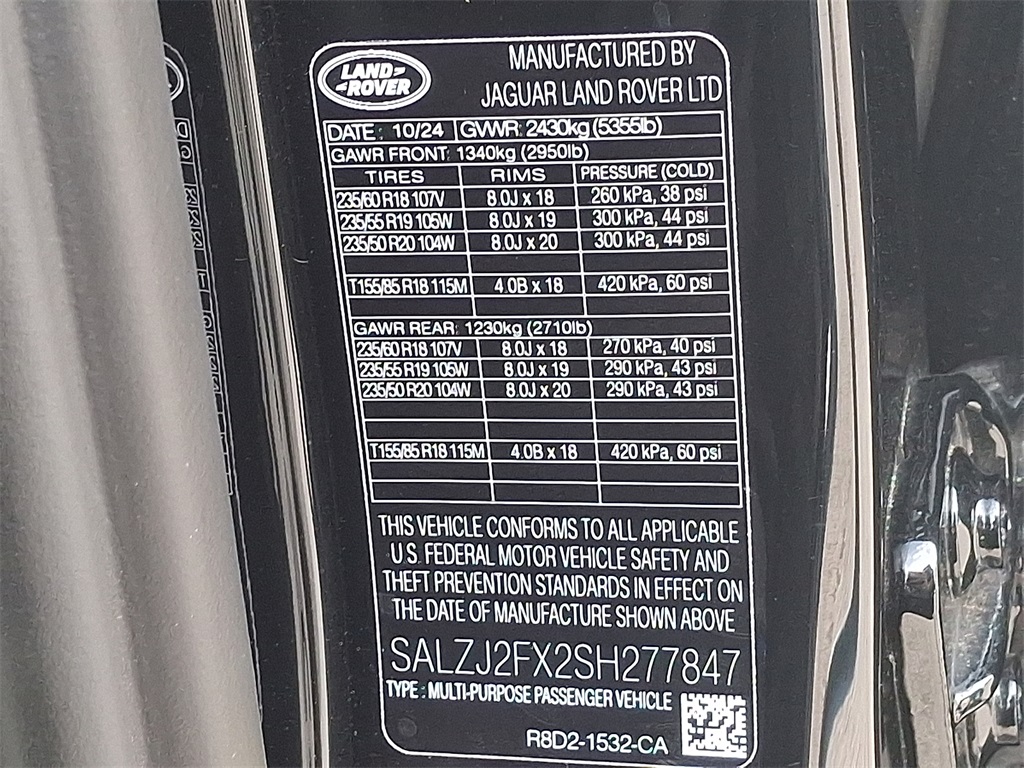 LAND-
-ROVER
MANUFACTURED BY
JAGUAR LAND ROVER LTD
DATE: 10/24 GVWR: 2430kg (5355lb)
GAWR FRONT: 1340kg (2950lb)
TIRES RIMS PRESSURE (COLD)
235/60 R18 107V 8.0J x 18 260 kPa, 38 psi
235/55 R19 105W 8.0J x 19 300 kPa, 44 psi
235/50 R20 104W 8.0J x 20 300 kPa, 44 psi
T155/85 R18 115M 4.0B x 18 420 kPa, 60 psi
GAWR REAR: 1230kg (2710lb)
235/60 R18 107V 8.0J x 18 270 kPa, 40 psi
235/55 R19 105W 8.0J x 19 290 kPa, 43 psi
235/50 R20 104W 8.0J x 20 290 kPa, 43 psi
T155/85 R18 115M 4.0B x 18 420 kPa, 60 psi
THIS VEHICLE CONFORMS TO ALL APPLICABLE
U.S. FEDERAL MOTOR VEHICLE SAFETY AND
THEFT PREVENTION STANDARDS IN EFFECT ON
THE DATE OF MANUFACTURE SHOWN ABOVE
SALZJ2FX2SH277847
TYPE: MULTI-PURPOSE PASSENGER VEHICLE
R8D2-1532-CA